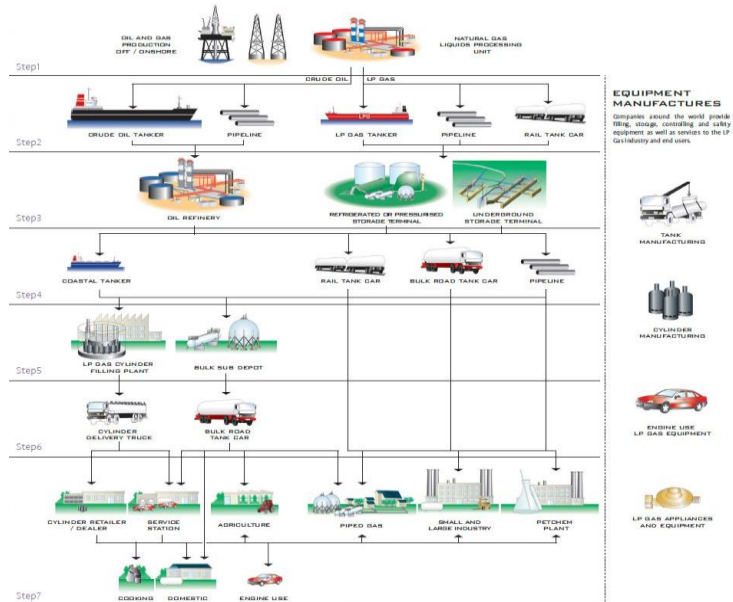 OIL AND GAS
PRODUCTION
OFF / ONSHORE
NATURAL GAS
LIQUIDS PROCESSING
UNIT
Step1
CRUDE OIL
LP GAS
LPG
CRUDE OIL TANKER
PIPELINE
LP GAS TANKER
PIPELINE
RAIL TANK CAR
Step2
OIL REFINERY
REFRIGERATED OR PRESSURISED
STORAGE TERMINAL
UNDERGROUND
STORAGE TERMINAL
Step3
COASTAL TANKER
RAIL TANK CAR
BULK ROAD TANK CAR
PIPELINE
Step4
LP GAS CYLINDER
FILLING PLANT
BULK SUB DEPOT
Step5
CYLINDER
DELIVERY TRUCK
BULK ROAD
TANK CAR
Step6
CYLINDER RETAILER
/ DEALER
SERVICE
STATION
AGRICULTURE
PIPED GAS
SMALL AND
LARGE INDUSTRY
PETCHEM
PLANT
COOKING
DOMESTIC
ENGINE USE
Step7
EQUIPMENT
MANUFACTURES
Companies around the world provide
filling, storage, controlling and safety
equipment as well as services to the LP
Gas Industry and end users.
TANK
MANUFACTURING
CYLINDER
MANUFACTURING
ENGINE USE
LP GAS EQUIPMENT
LP GAS APPLIANCES
AND EQUIPMENT